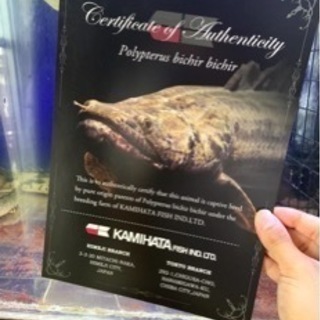 Certificate of Authenticity
Polypterus bichir bichir
This is to authentically certify that this animal is captive bred
by pure origin parents of Polypterus bichir bichir under the
breeding farm of KAMIHATA FISH IND.LTD.
KAMIHATA FISH IND. LTD.
HIMEJI BRANCH
TOKYO BRANCH
HIMEJI CITY,
JAPAN
CHIBA CITY, JAPAN